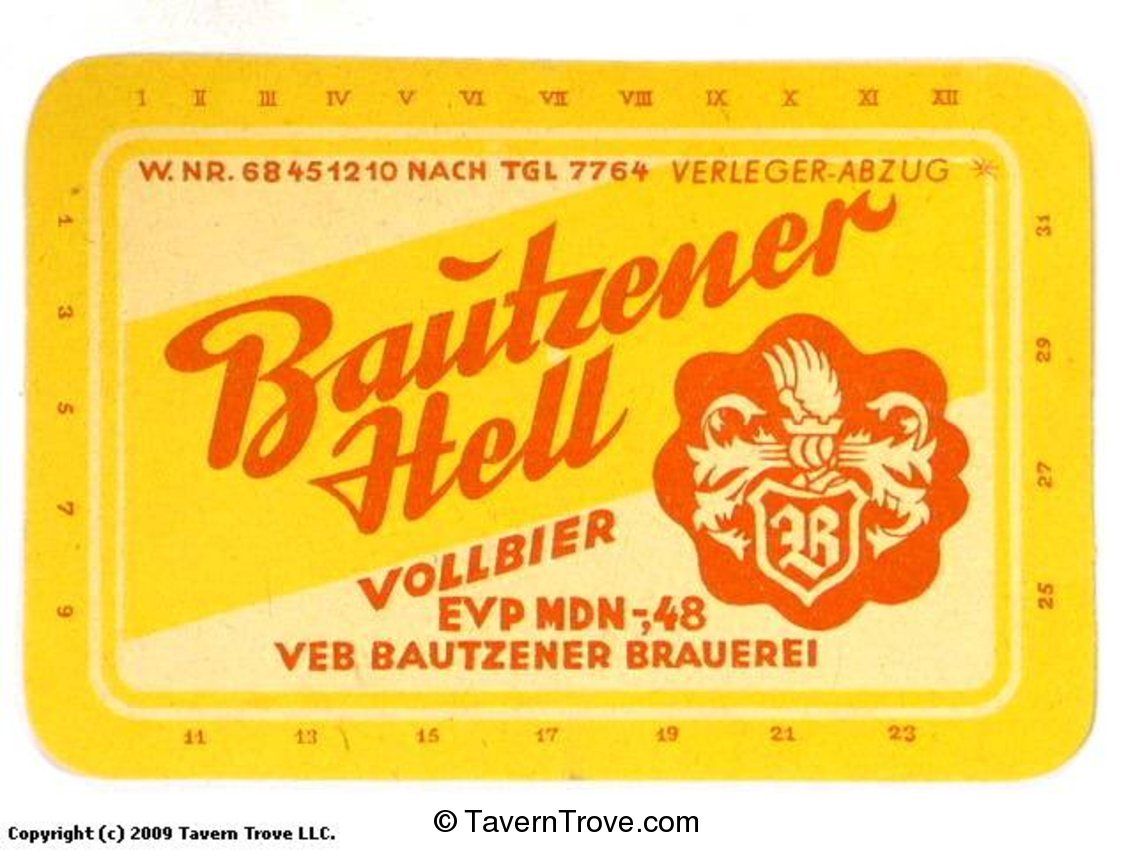 I II III IV V VI VII VIII IX X XI XII
W. NR. 68451210 NACH TGL 7764 VERLEGER-ABZUG *
Bautzener
Hell
VOLLBIER
EVP MDN -,48
VEB BAUTZENER BRAUEREI
B
1
3
5
7
9
11 13 15 17 19 21 23
31
29
27
25
© TavernTrove.com
Copyright (c) 2009 Tavern Trove LLC.